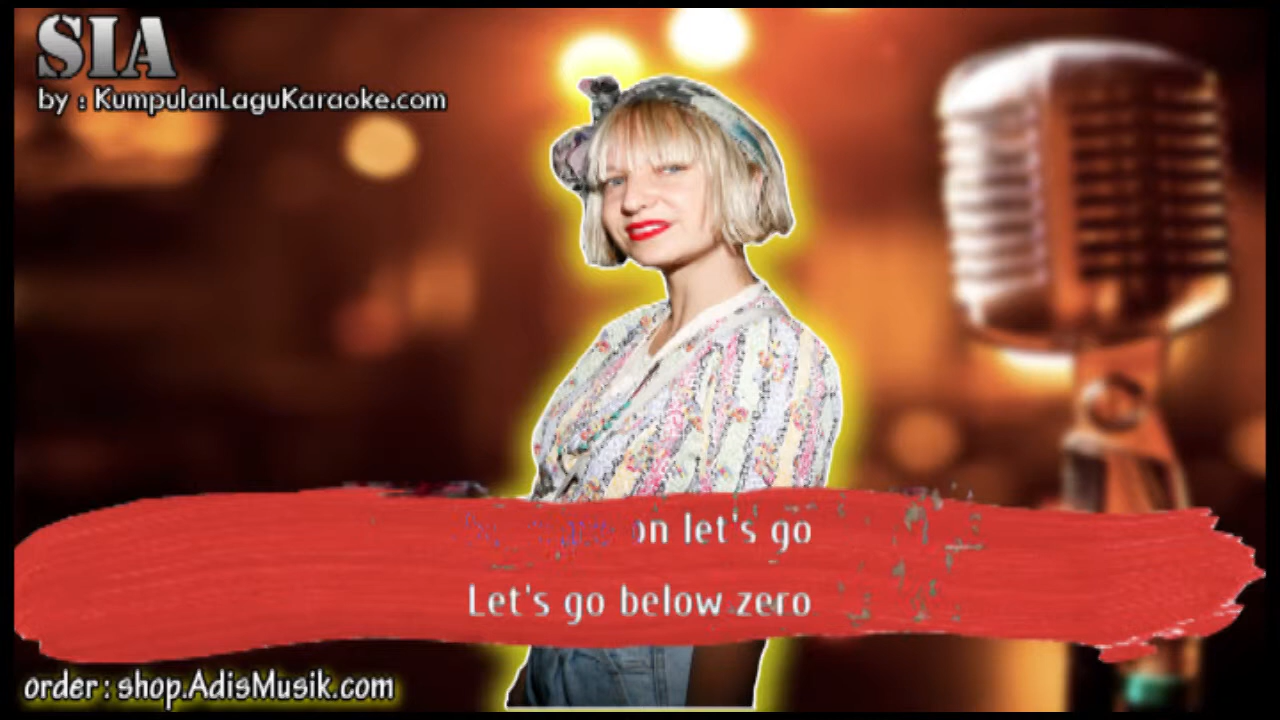 SIA
by : KumpulanLaguKaraoke.com
on let's go
Let's go below zero
order : shop.AdisMusik.com